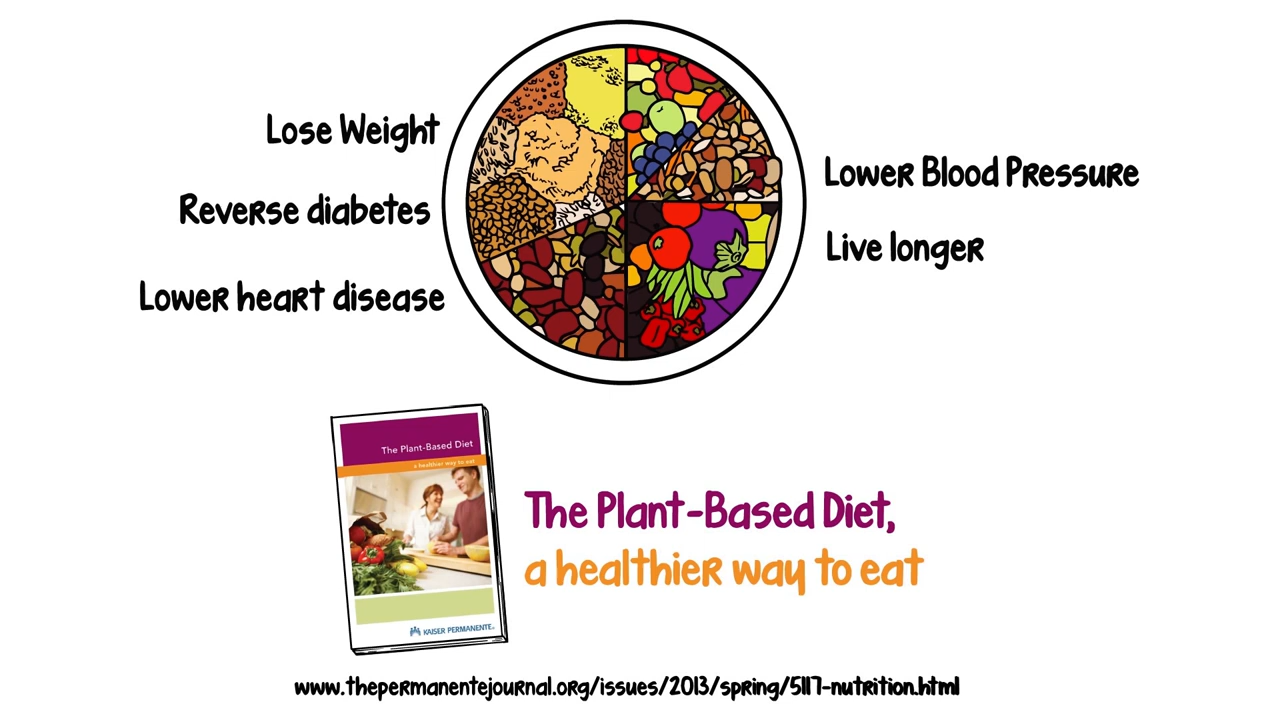 Lose Weight
Reverse diabetes
Lower heart disease
Lower Blood Pressure
Live longer
The Plant-Based Diet
a healthier way to eat
KAISER PERMANENTE®
The Plant-Based Diet,
a healthier way to eat
www.thepermanentejournal.org/issues/2013/spring/5117-nutrition.html